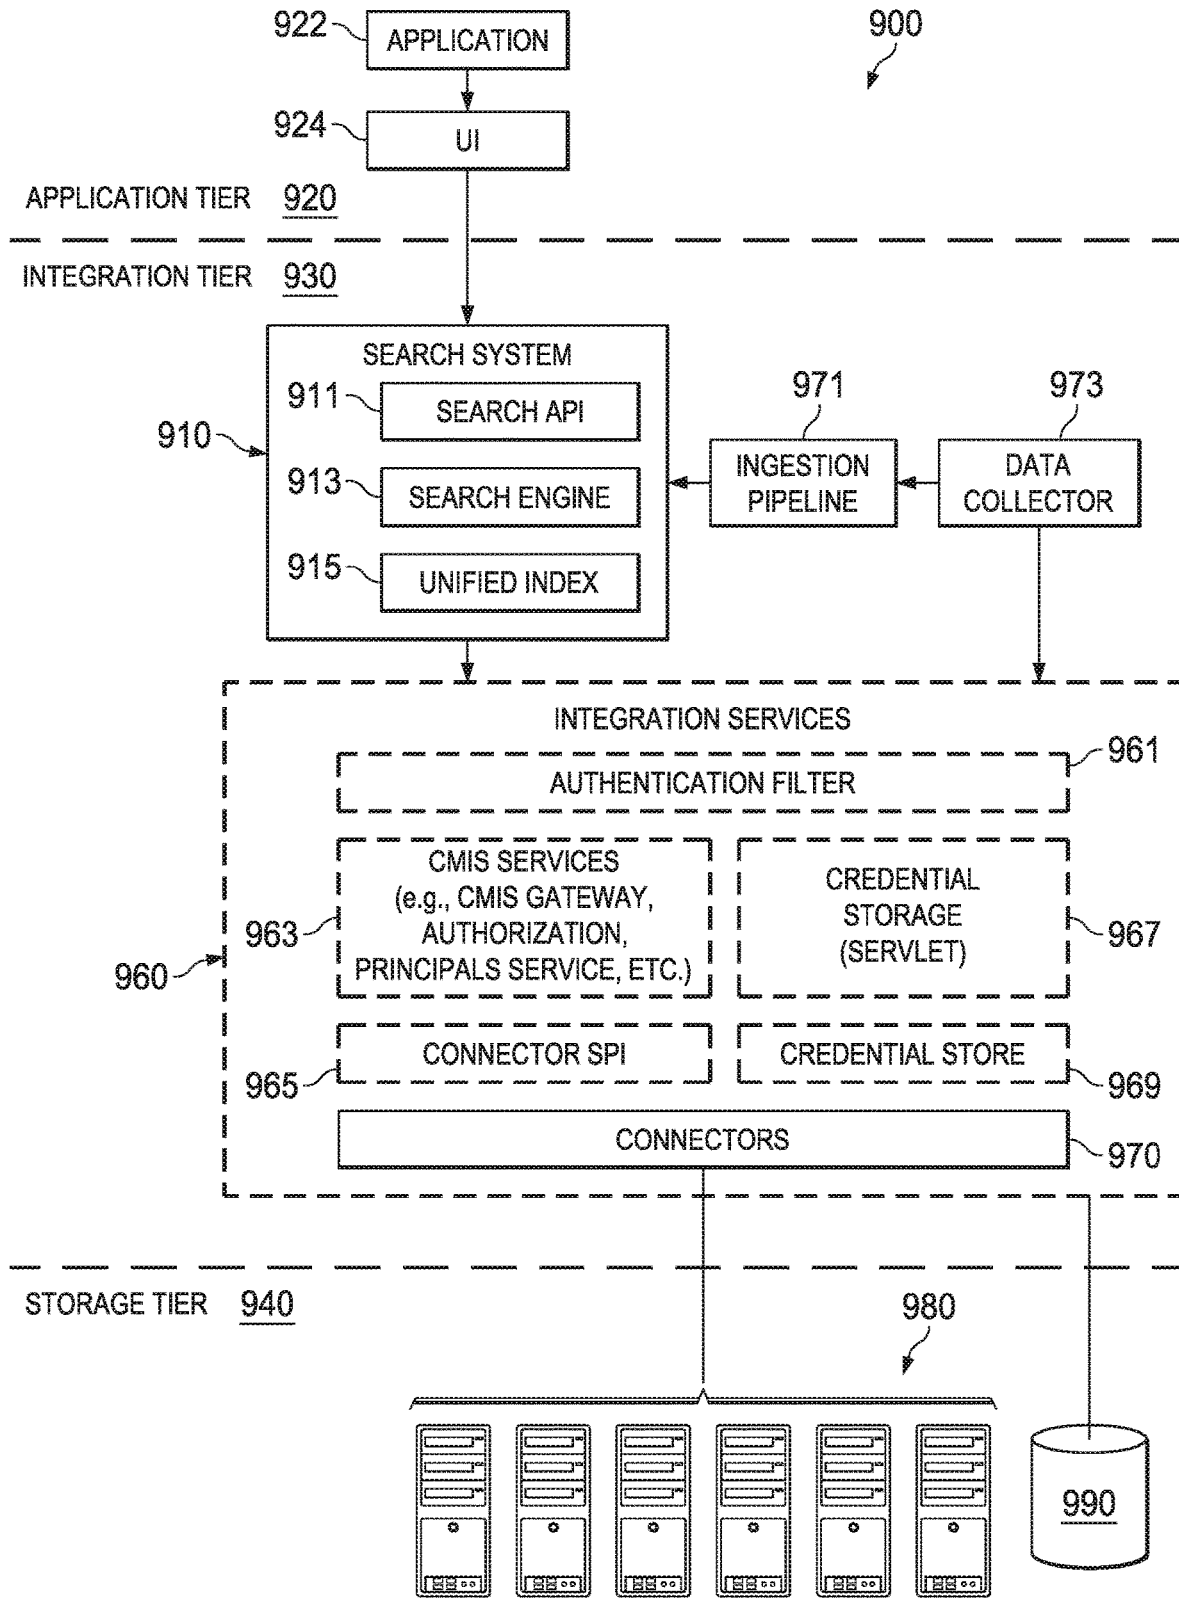 922
APPLICATION
900
924
UI
APPLICATION TIER 920
INTEGRATION TIER 930
SEARCH SYSTEM
911
SEARCH API
910
913
SEARCH ENGINE
915
UNIFIED INDEX
971
INGESTION
PIPELINE
973
DATA
COLLECTOR
INTEGRATION SERVICES
961
AUTHENTICATION FILTER
CMIS SERVICES
(e.g., CMIS GATEWAY,
AUTHORIZATION,
PRINCIPALS SERVICE, ETC.)
963
CREDENTIAL
STORAGE
(SERVLET)
967
960
CONNECTOR SPI
965
CREDENTIAL STORE
969
CONNECTORS
970
STORAGE TIER 940
980
990